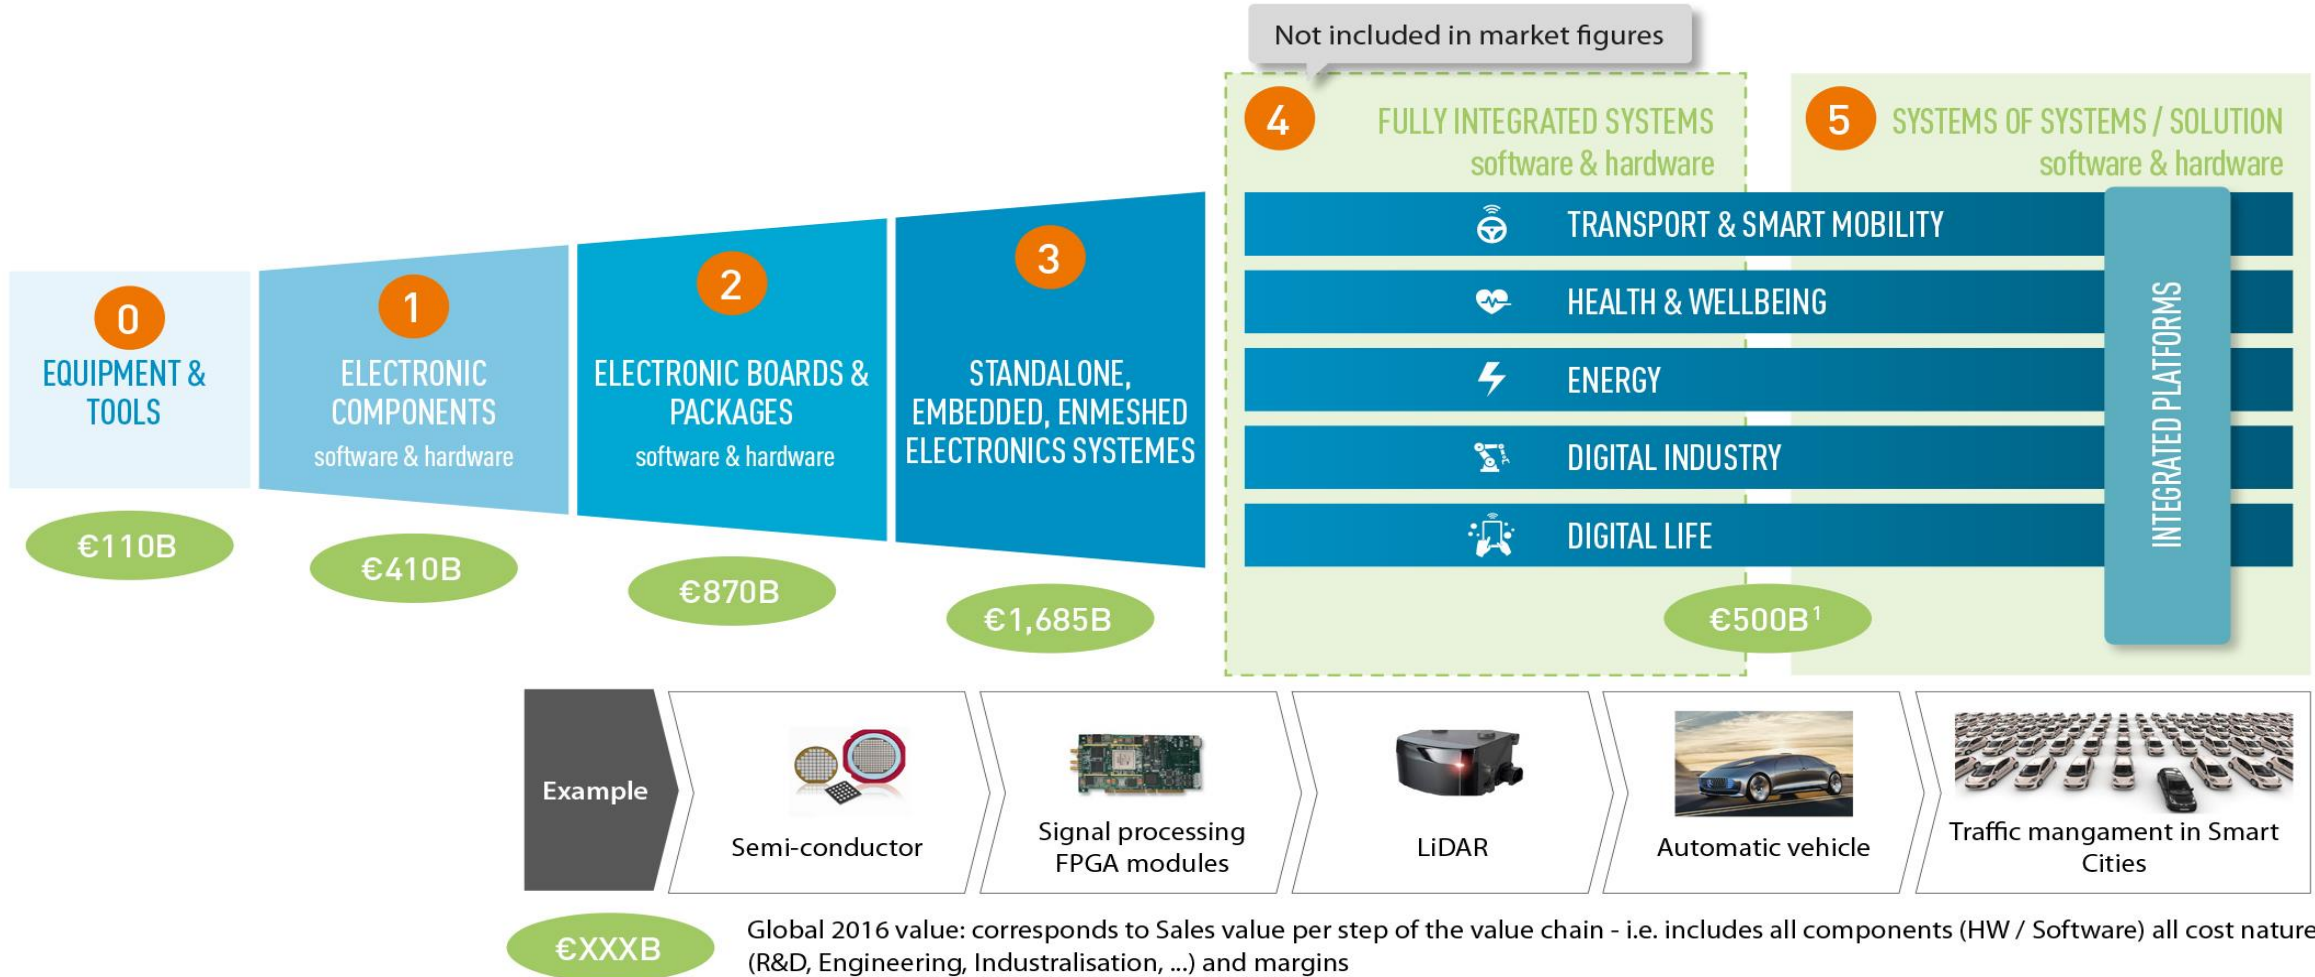 Not included in market figures
0
EQUIPMENT &
TOOLS
€110B
1
ELECTRONIC
COMPONENTS
software & hardware
€410B
2
ELECTRONIC BOARDS &
PACKAGES
software & hardware
€870B
3
STANDALONE,
EMBEDDED, ENMESHED
ELECTRONICS SYSTEMES
€1,685B
4
FULLY INTEGRATED SYSTEMS
software & hardware
5
SYSTEMS OF SYSTEMS / SOLUTION
software & hardware
TRANSPORT & SMART MOBILITY
HEALTH & WELLBEING
ENERGY
DIGITAL INDUSTRY
DIGITAL LIFE
INTEGRATED PLATFORMS
€500B¹
Example
Semi-conductor
Signal processing
FPGA modules
LiDAR
Automatic vehicle
Traffic mangament in Smart
Cities
€XXXB
Global 2016 value: corresponds to Sales value per step of the value chain - i.e. includes all components (HW / Software) all cost nature
(R&D, Engineering, Industralisation, ...) and margins